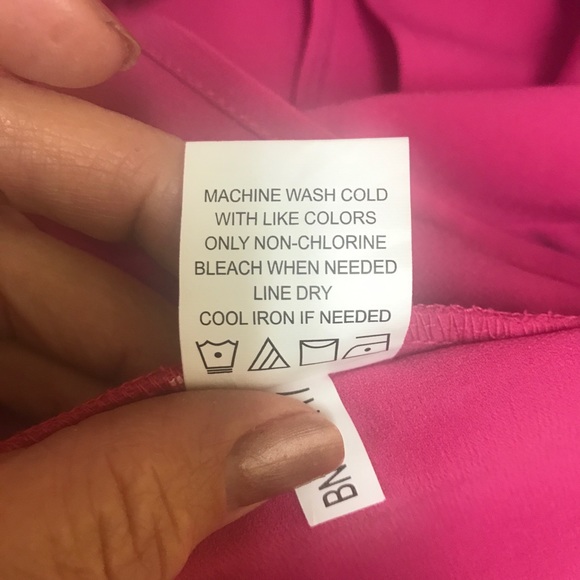 MACHINE WASH COLD
WITH LIKE COLORS
ONLY NON-CHLORINE
BLEACH WHEN NEEDED
LINE DRY
COOL IRON IF NEEDED